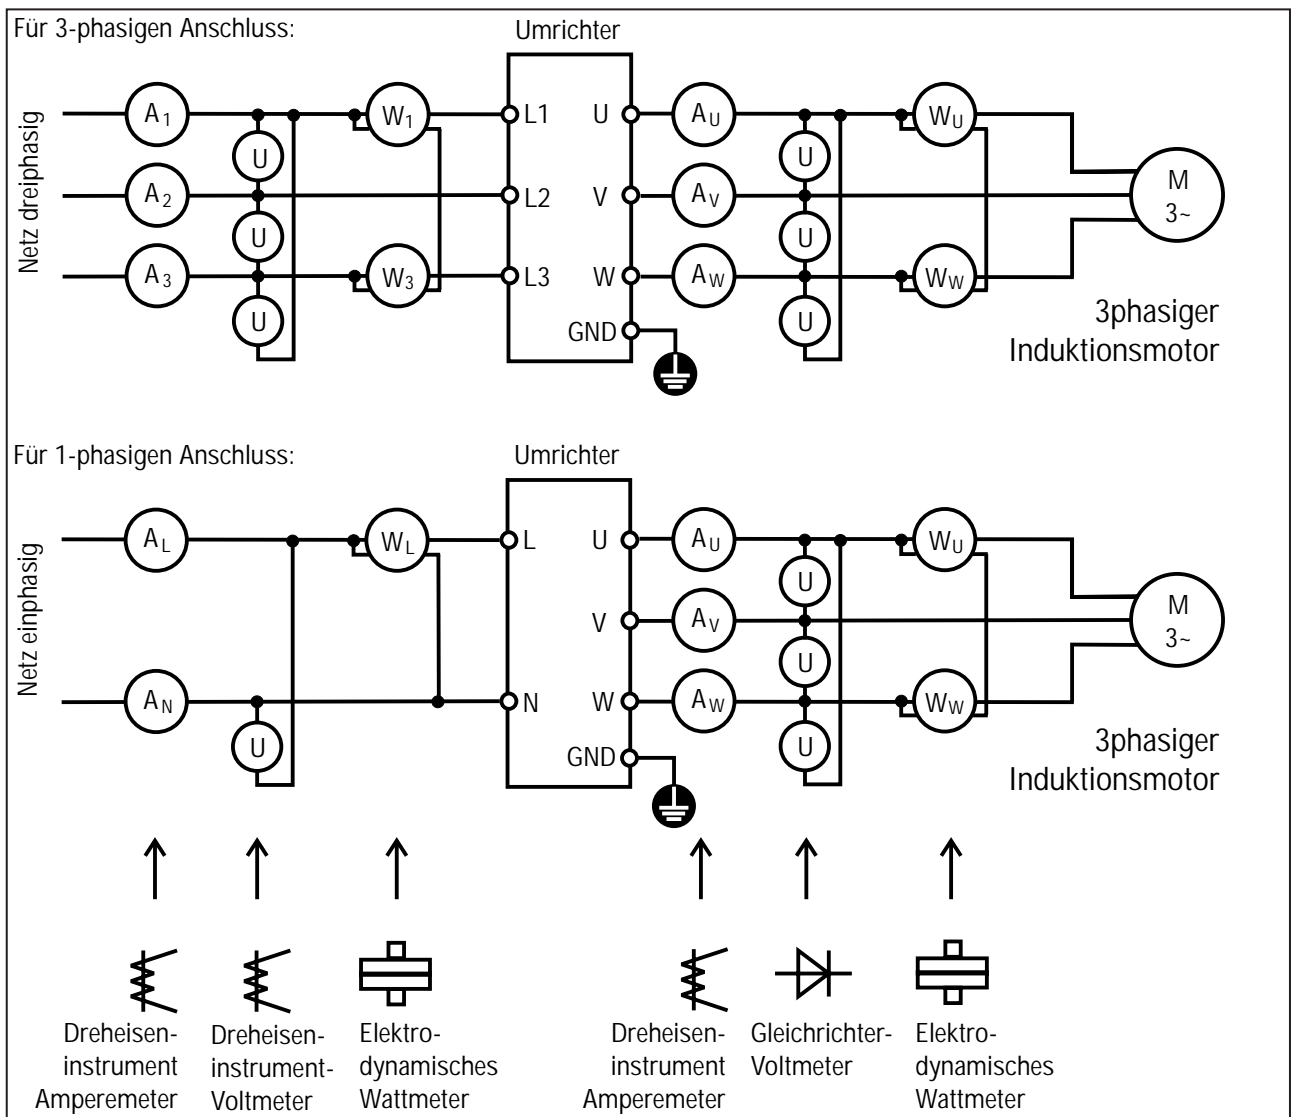 Für 3-phasigen Anschluss:
Umrichter
Netz dreiphasig
A1
W1
L1
U
AU
WU
U
U
A2
L2
V
AV
M
3~
U
U
A3
W3
L3
W
AW
WW
U
U
GND
3phasiger
Induktionsmotor
Für 1-phasigen Anschluss:
Umrichter
Netz einphasig
AL
WL
L
U
AU
WU
U
V
AV
M
3~
U
AN
N
W
AW
WW
U
U
GND
3phasiger
Induktionsmotor
Dreheisen-
instrument
Amperemeter
Dreheisen-
instrument-
Voltmeter
Elektro-
dynamisches
Wattmeter
Dreheisen-
instrument
Amperemeter
Gleichrichter-
Voltmeter
Elektro-
dynamisches
Wattmeter